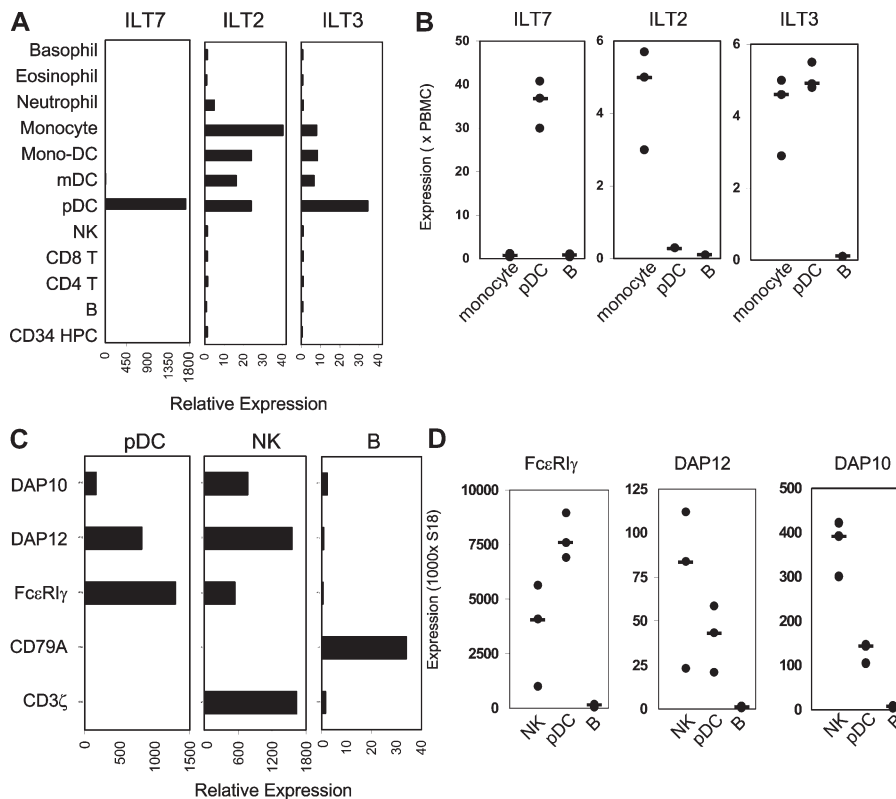 A
ILT7 ILT2 ILT3
Basophil
Eosinophil
Neutrophil
Monocyte
Mono-DC
mDC
pDC
NK
CD8 T
CD4 T
B
CD34 HPC
0 450 900 1350 1800
0 10 20 30 40
0 10 20 30 40
Relative Expression
B
ILT7 ILT2 ILT3
Expression ( x PBMC)
50
40
30
20
10
0
6
4
2
0
6
4
2
0
monocyte pDC B
monocyte pDC B
monocyte pDC B
C
pDC NK B
DAP10
DAP12
FcεRIγ
CD79A
CD3ζ
0 500 1000 1500
0 600 1200 1800
0 10 20 30 40
Relative Expression
D
FcεRIγ DAP12 DAP10
Expression (1000x S18)
10000
7500
5000
2500
0
125
100
75
50
25
0
500
400
300
200
100
0
NK pDC B
NK pDC B
NK pDC B